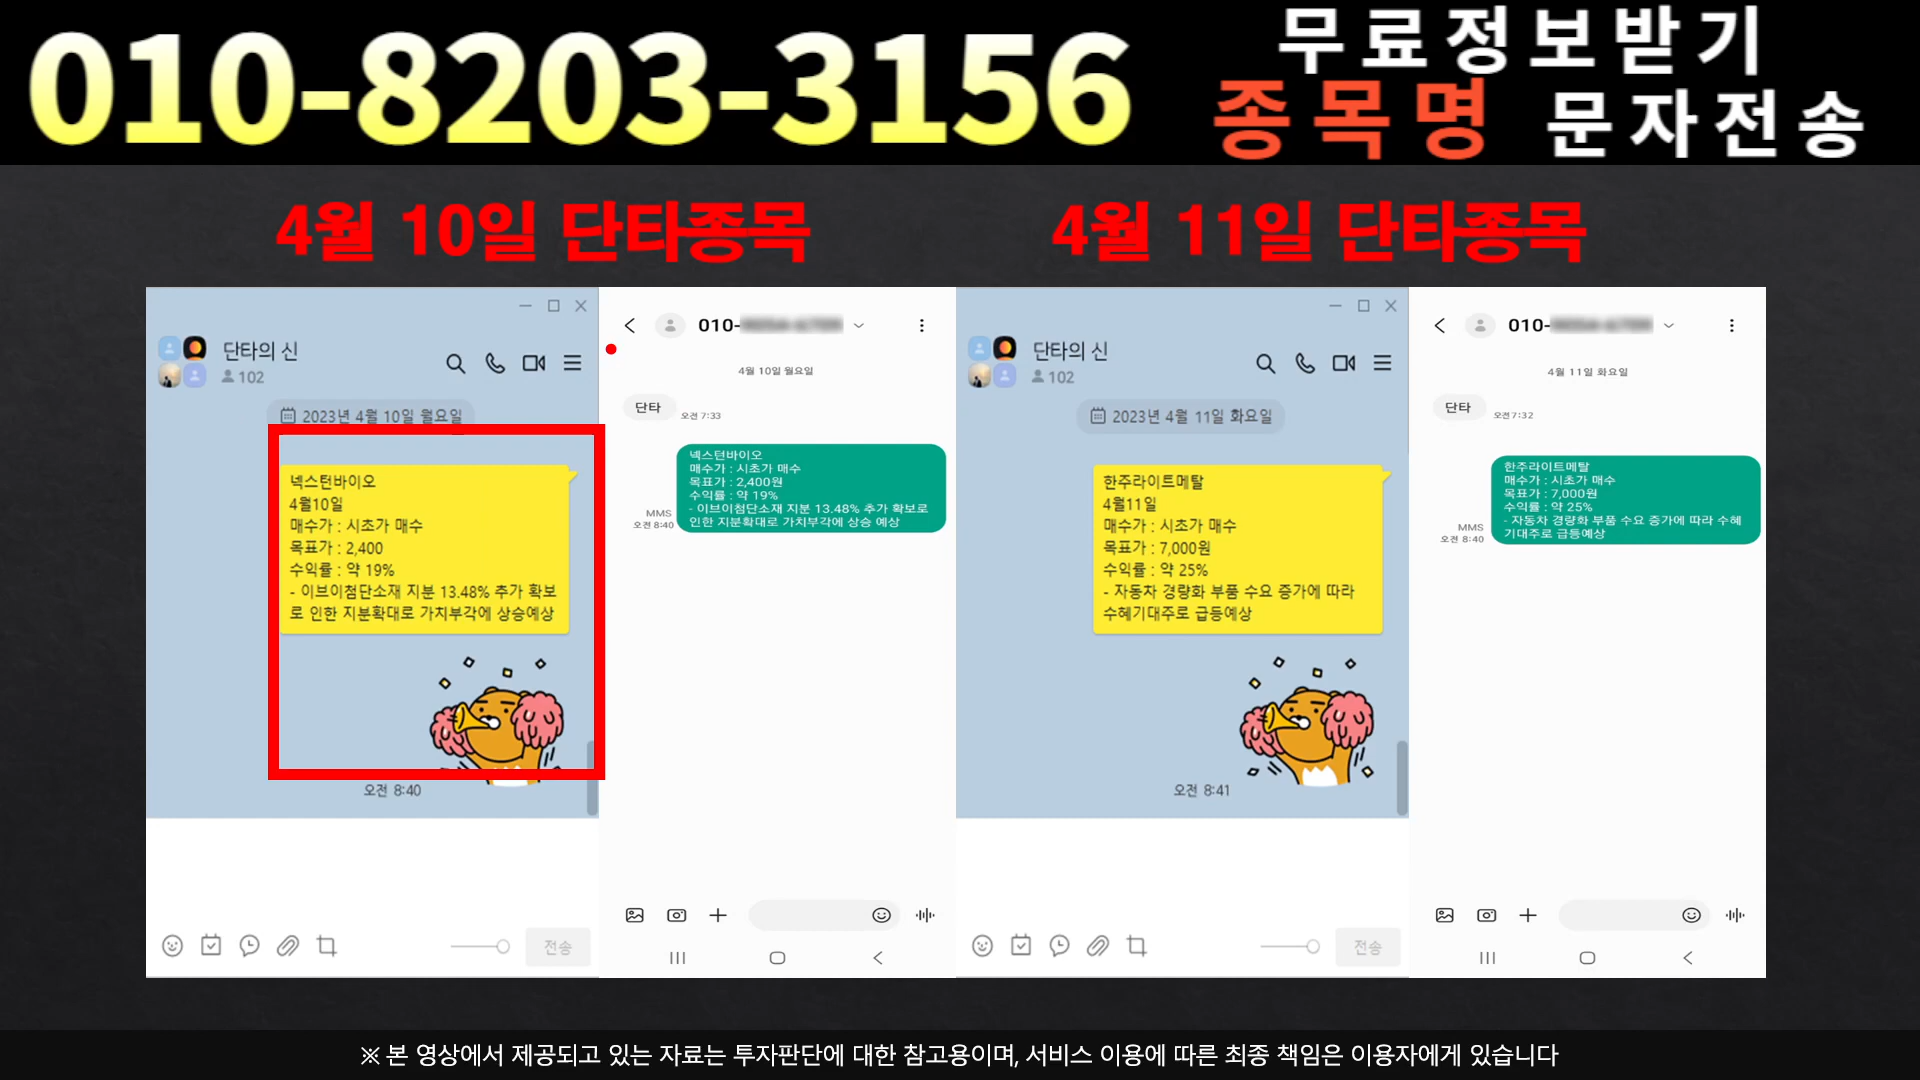 010-8203-3156
무료정보받기
종목명 문자전송
4월 10일 단타종목
4월 11일 단타종목
단타의 신
102
2023년 4월 10일 월요일
넥스턴바이오
4월10일
매수가 : 시초가 매수
목표가 : 2,400
수익률 : 약 19%
- 이브이첨단소재 지분 13.48% 추가 확보
로 인한 지분확대로 가치부각에 상승예상
오전 8:40
전송
010-
4월 10일 월요일
단타
오전 7:33
넥스턴바이오
매수가 : 시초가 매수
목표가 : 2,400원
수익률 : 약 19%
- 이브이첨단소재 지분 13.48% 추가 확보로
인한 지분확대로 가치부각에 상승 예상
MMS
오전 8:40
단타의 신
102
2023년 4월 11일 화요일
한주라이트메탈
4월11일
매수가 : 시초가 매수
목표가 : 7,000원
수익률 : 약 25%
- 자동차 경량화 부품 수요 증가에 따라
수혜기대주로 급등예상
오전 8:41
전송
010-
4월 11일 화요일
단타
오전 7:32
한주라이트메탈
매수가 : 시초가 매수
목표가 : 7,000원
수익률 : 약 25%
- 자동차 경량화 부품 수요 증가에 따라 수혜
기대주로 급등예상
MMS
오전 8:40
※ 본 영상에서 제공되고 있는 자료는 투자판단에 대한 참고용이며, 서비스 이용에 따른 최종 책임은 이용자에게 있습니다